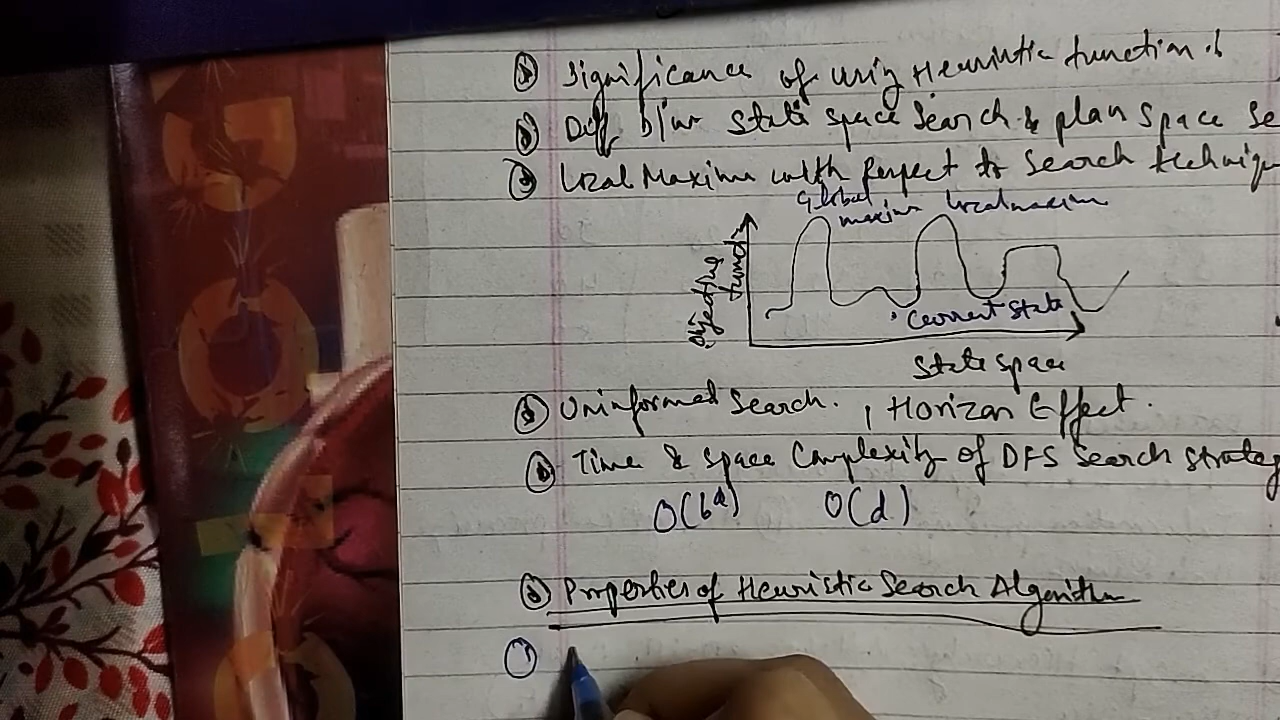 Significance of using Heuristic function.
Diff b/w State space Search & plan Space Se
Local Maxima with Respect to Search techniqu
Global maxima Local maxima
Objective func
Current State
State space
Uninformed Search. , Horizon Effect.
Time & Space Complexity of DFS Search Strateg
O(b^d) O(d)
Properties of Heuristic Search Algorithm